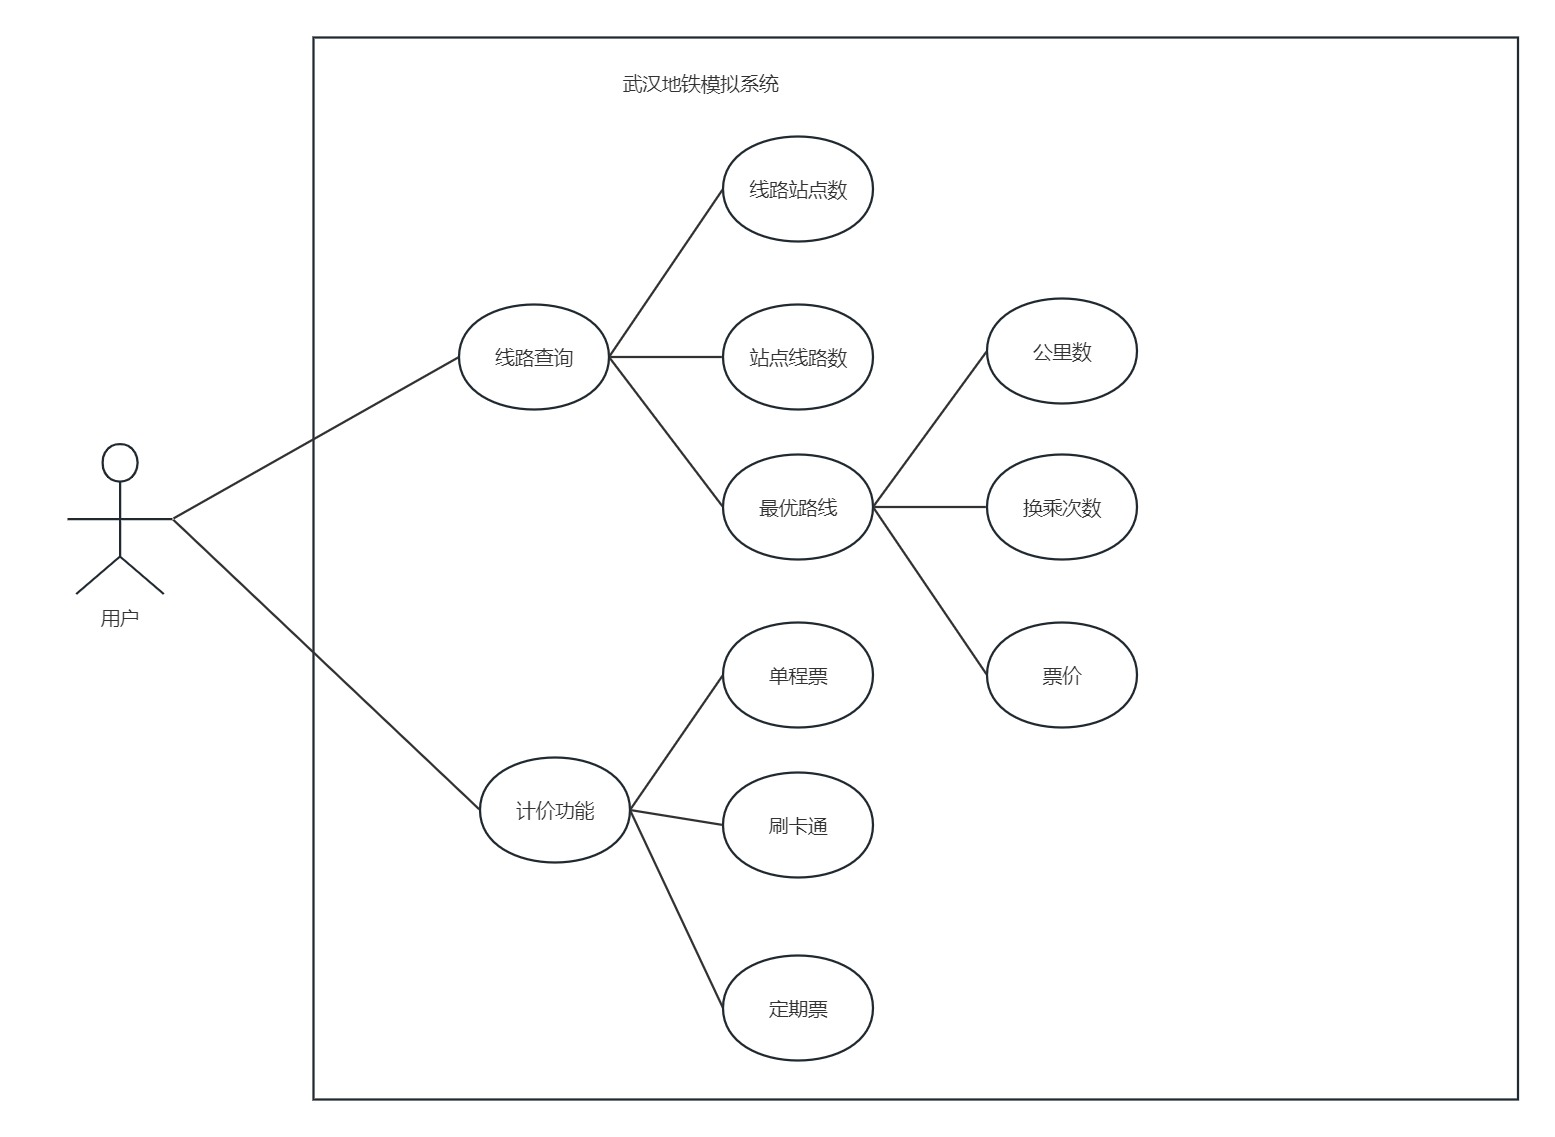 武汉地铁模拟系统
线路站点数
线路查询
站点线路数
公里数
最优路线
换乘次数
用户
单程票
票价
计价功能
刷卡通
定期票